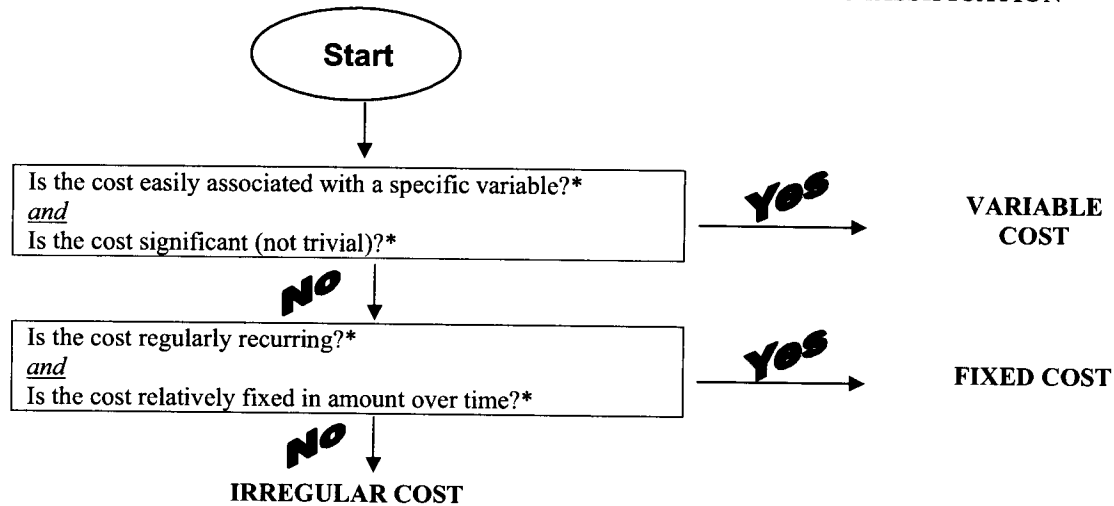 Start
Is the cost easily associated with a specific variable?*
and
Is the cost significant (not trivial)?*
Yes
VARIABLE
COST
No
Is the cost regularly recurring?*
and
Is the cost relatively fixed in amount over time?*
Yes
FIXED COST
No
IRREGULAR COST